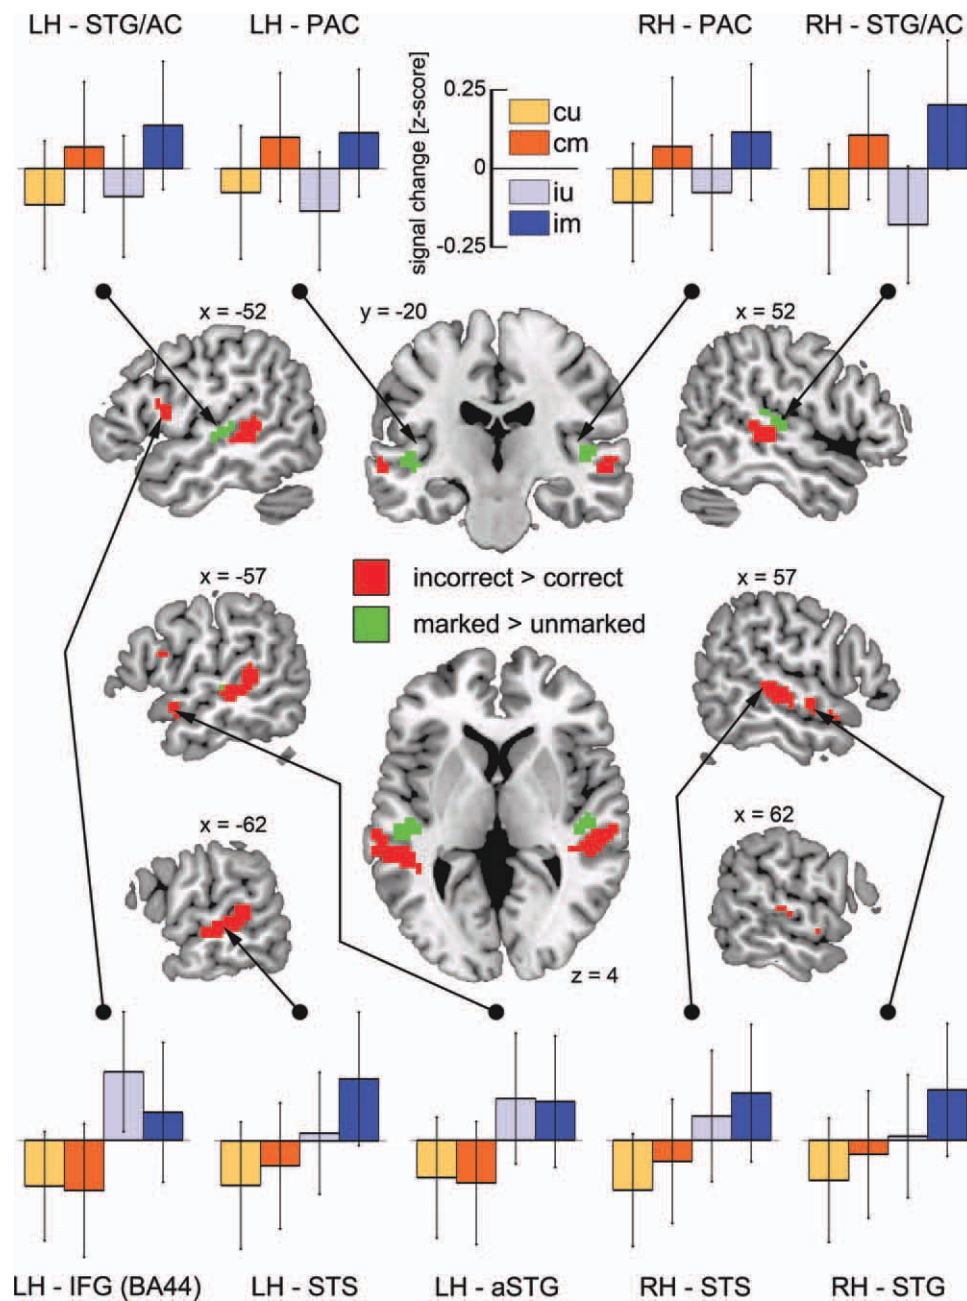 LH - STG/AC
LH - PAC
RH - PAC
RH - STG/AC
signal change [z-score]
0.25
0
-0.25
cu
cm
iu
im
x = -52
y = -20
x = 52
incorrect > correct
marked > unmarked
x = -57
x = 57
x = -62
x = 62
z = 4
LH - IFG (BA44)
LH - STS
LH - aSTG
RH - STS
RH - STG